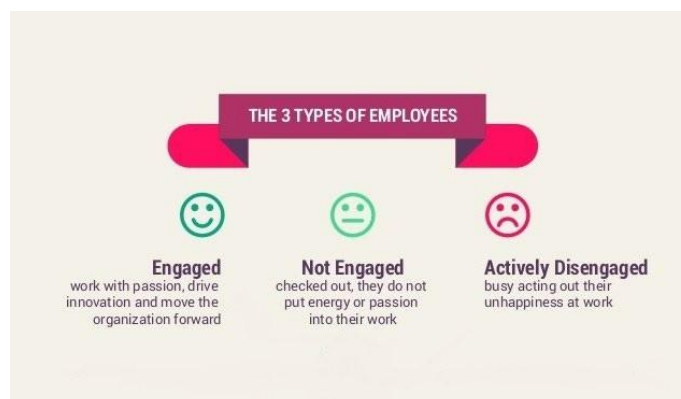 THE 3 TYPES OF EMPLOYEES
Engaged
work with passion, drive
innovation and move the
organization forward
Not Engaged
checked out, they do not
put energy or passion
into their work
Actively Disengaged
busy acting out their
unhappiness at work